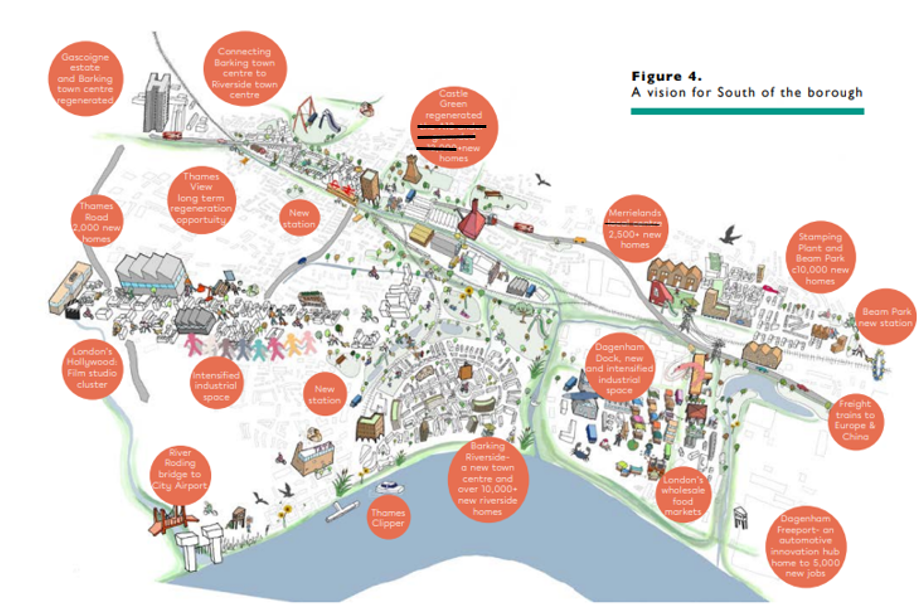 Figure 4.
A vision for South of the borough
Gascoigne
estate
and Barking
town centre
regenerated
Connecting
Barking town
centre to
Riverside town
centre
Castle
Green
regenerated
new
homes
Thames
View
long term
regeneration
opportuity
New
station
Thames
Road
2,000 new
homes
Merrielands
2,500+ new
homes
Stamping
Plant and
Beam Park
c10,000 new
homes
Beam Park
new station
London's
Hollywood:
Film studio
cluster
Intensified
industrial
space
New
station
Dagenham
Dock, new
and intensified
industrial
space
Freight
trains to
Europe &
China
River
Roding
bridge to
City Airport
Thames
Clipper
Barking
Riverside-
a new town
centre and
over 10,000+
new riverside
homes
London's
wholesale
food
markets
Dagenham
Freeport- an
automotive
innovation hub
home to 5,000
new jobs